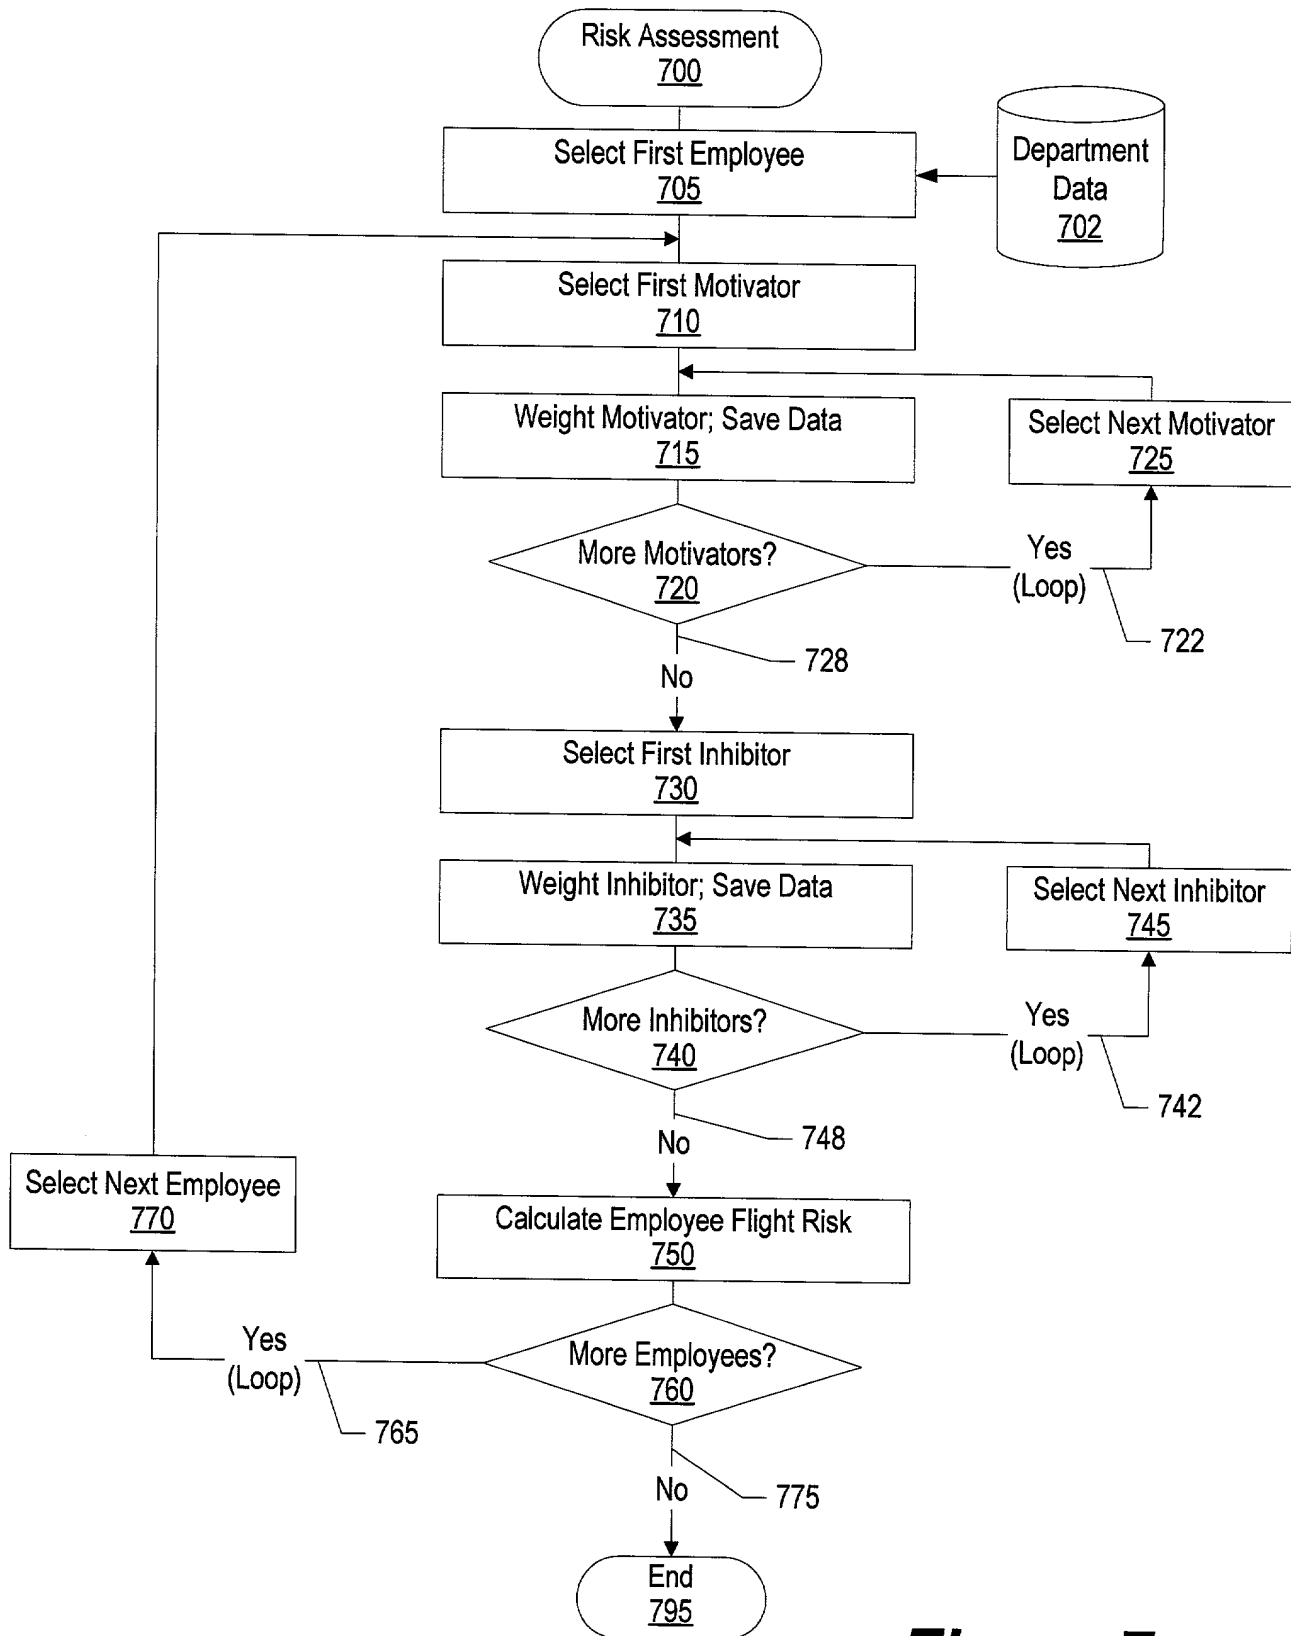 Risk Assessment
700
Select First Employee
705
Department
Data
702
Select First Motivator
710
Weight Motivator; Save Data
715
Select Next Motivator
725
More Motivators?
720
Yes
(Loop)
722
728
No
Select First Inhibitor
730
Weight Inhibitor; Save Data
735
Select Next Inhibitor
745
More Inhibitors?
740
Yes
(Loop)
742
748
No
Select Next Employee
770
Calculate Employee Flight Risk
750
Yes
(Loop)
765
More Employees?
760
775
No
End
795